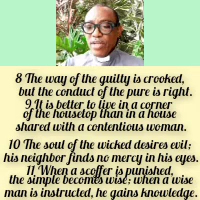 8 The way of the guilty is crooked,
but the conduct of the pure is right.
9 It is better to live in a corner
of the housetop than in a house
shared with a contentious woman.
10 The soul of the wicked desires evil;
his neighbor finds no mercy in his eyes.
11 When a scoffer is punished,
the simple becomes wise; when a wise
man is instructed, he gains knowledge.